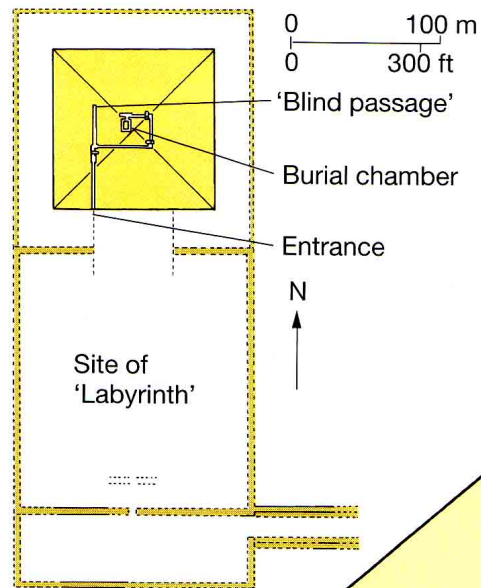 0 100 m
0 300 ft
‘Blind passage’
Burial chamber
Entrance
N
Site of
‘Labyrinth’